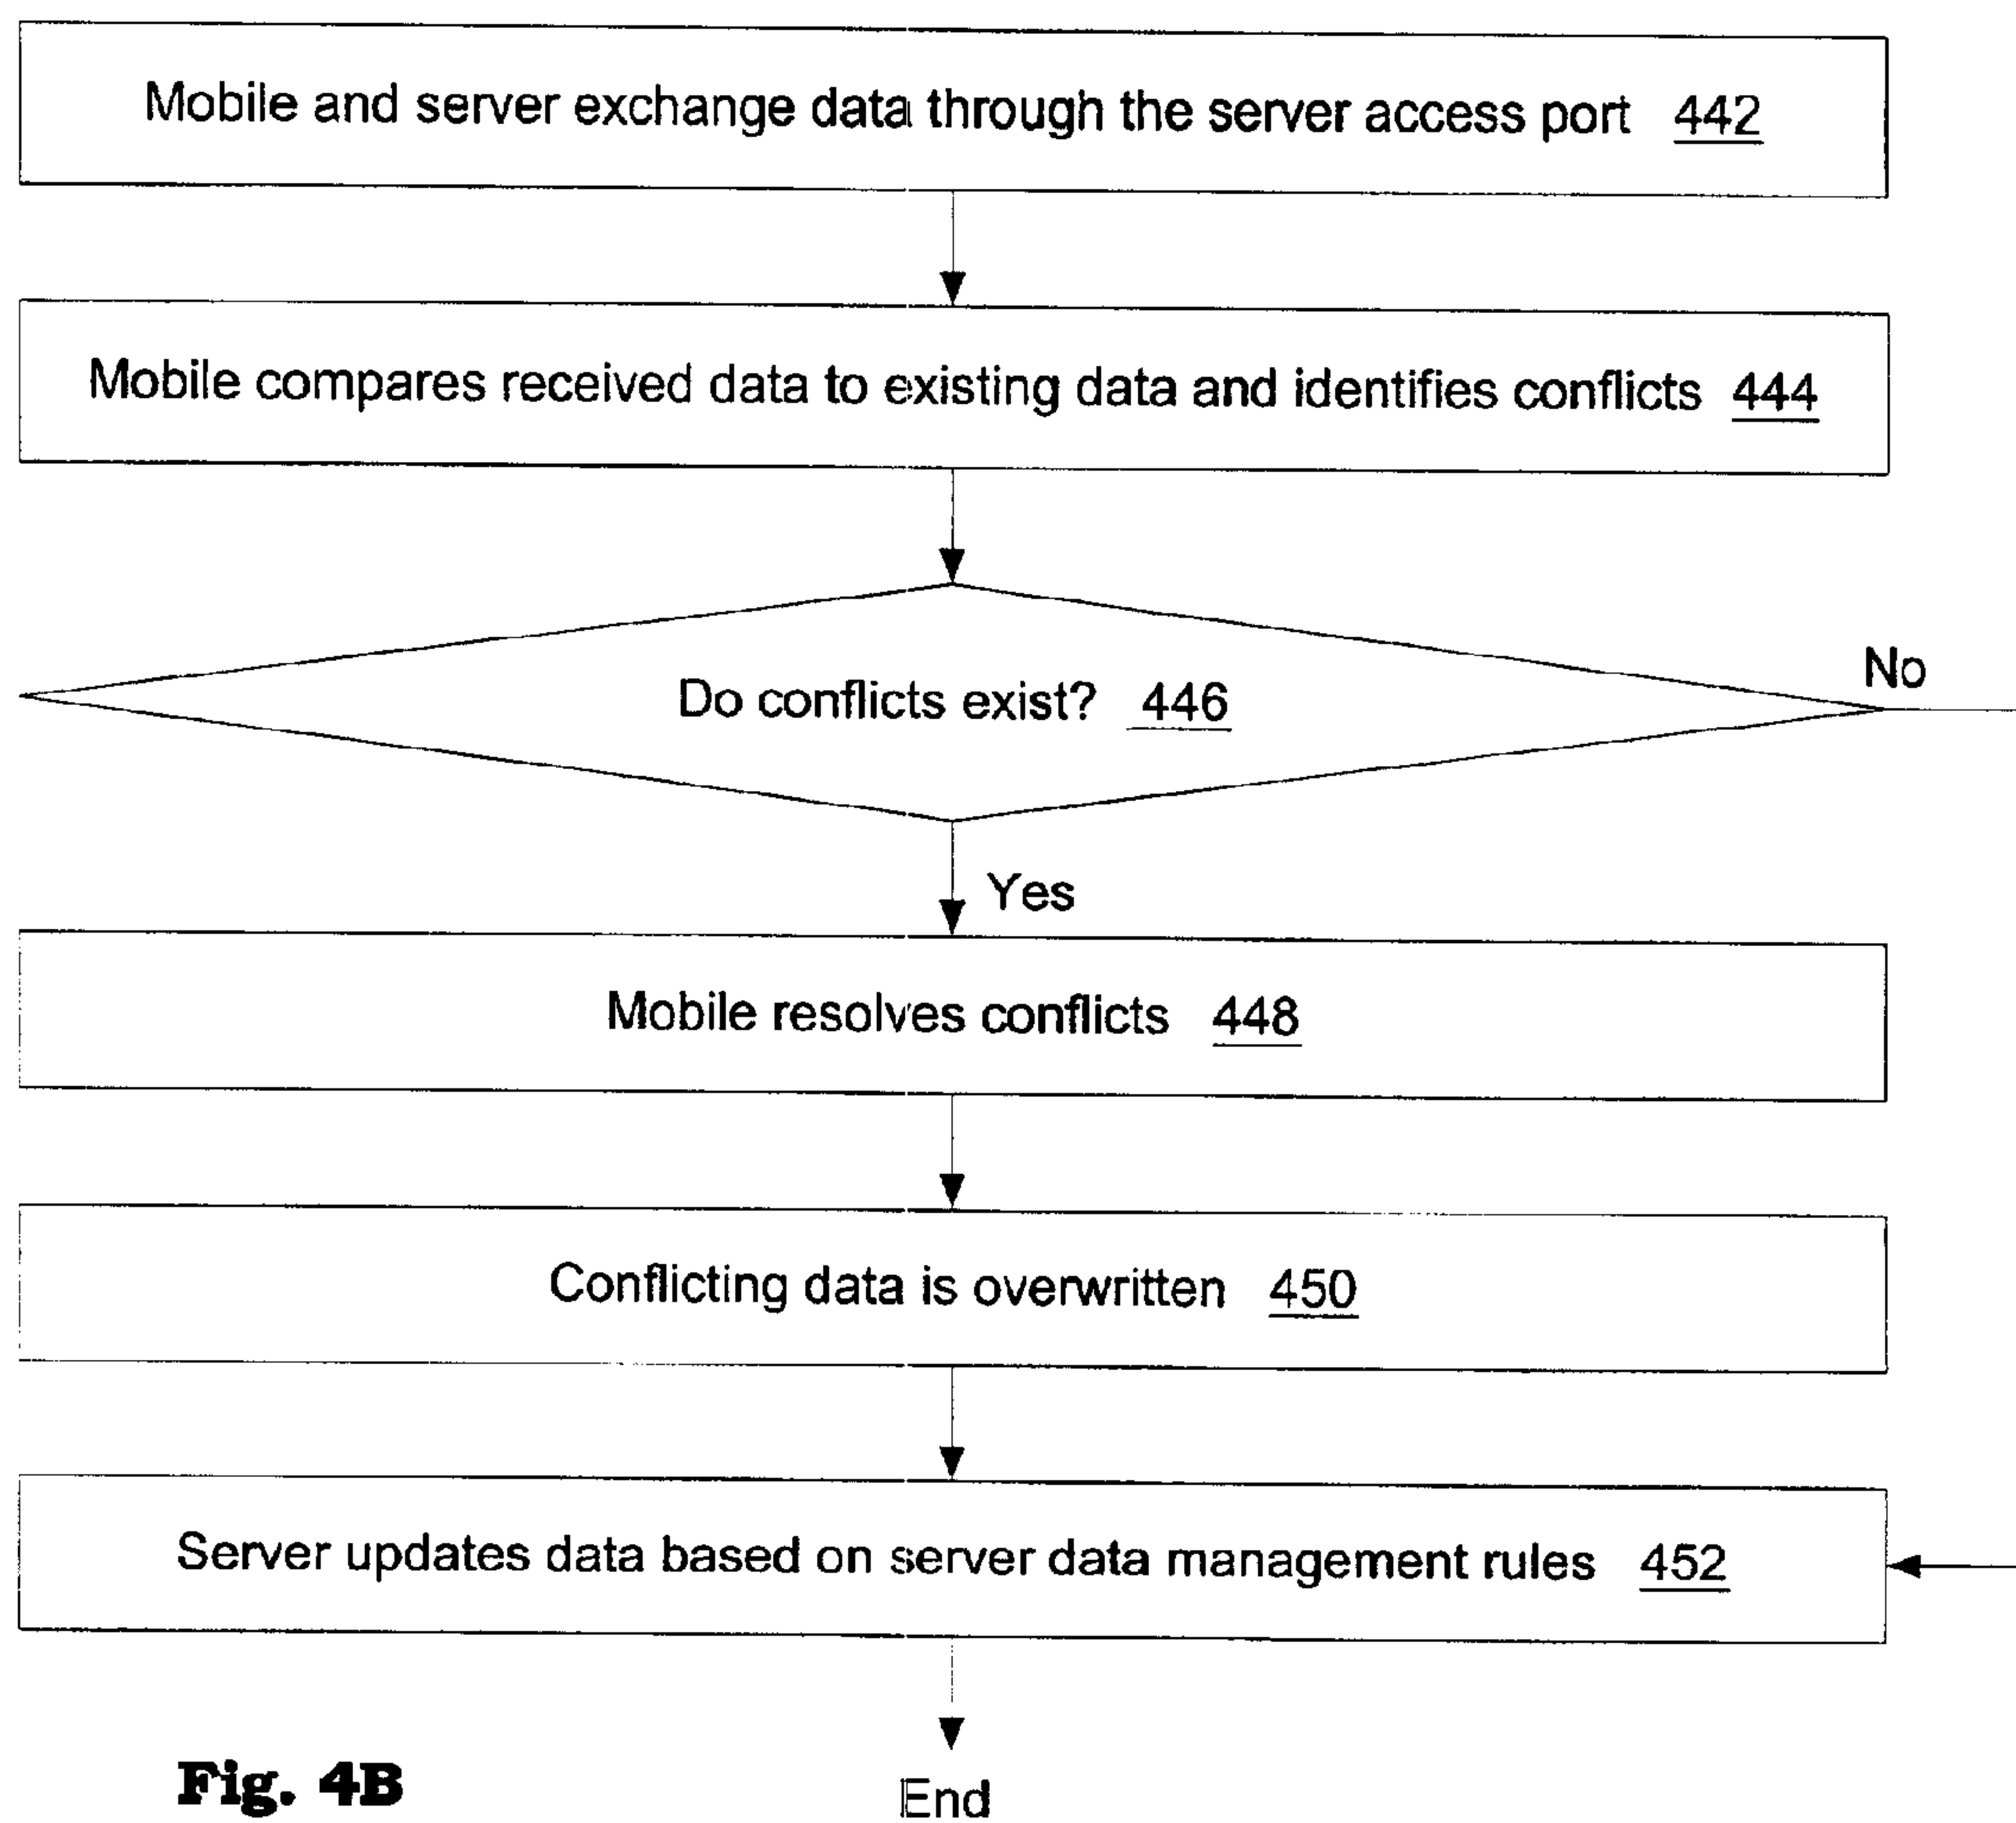 Mobile and server exchange data through the server access port 442
Mobile compares received data to existing data and identifies conflicts 444
Do conflicts exist? 446
No
Yes
Mobile resolves conflicts 448
Conflicting data is overwritten 450
Server updates data based on server data management rules 452
Fig. 4B
End